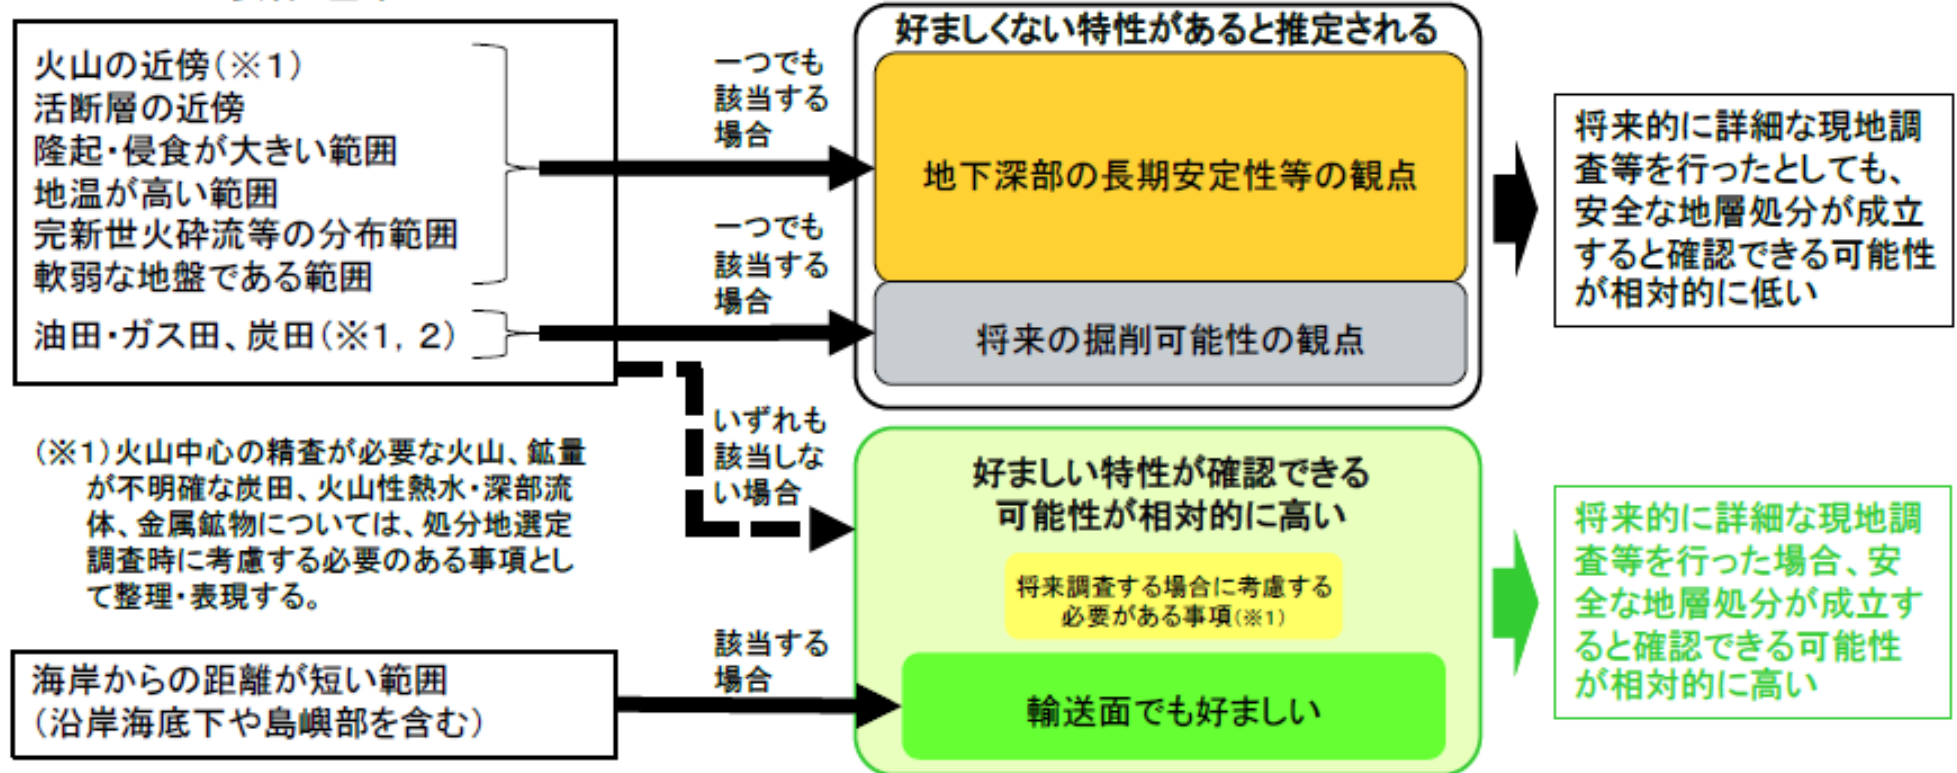 火山の近傍(※1)
活断層の近傍
隆起・侵食が大きい範囲
地温が高い範囲
完新世火砕流等の分布範囲
軟弱な地盤である範囲
油田・ガス田、炭田(※1, 2)
一つでも
該当する
場合
一つでも
該当する
場合
好ましくない特性があると推定される
地下深部の長期安定性等の観点
将来の掘削可能性の観点
将来的に詳細な現地調
査等を行ったとしても、
安全な地層処分が成立
すると確認できる可能性
が相対的に低い
(※1)火山中心の精査が必要な火山、鉱量
が不明確な炭田、火山性熱水・深部流
体、金属鉱物については、処分地選定
調査時に考慮する必要のある事項とし
て整理・表現する。
いずれも
該当しな
い場合
好ましい特性が確認できる
可能性が相対的に高い
将来調査する場合に考慮する
必要がある事項(※1)
輸送面でも好ましい
将来的に詳細な現地調
査等を行った場合、安
全な地層処分が成立す
ると確認できる可能性
が相対的に高い
海岸からの距離が短い範囲
(沿岸海底下や島嶼部を含む)
該当する
場合